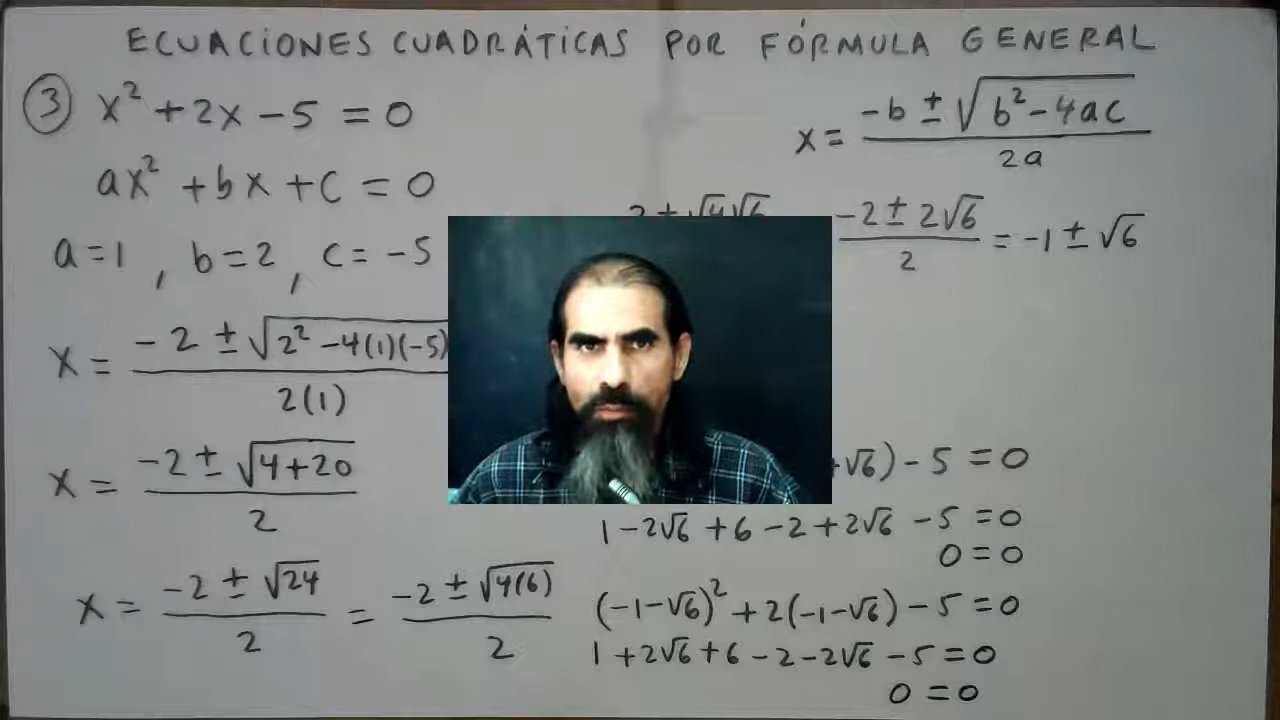 ECUACIONES CUADRÁTICAS POR FÓRMULA GENERAL
③ x² + 2x − 5 = 0
ax² + bx + c = 0
a = 1 , b = 2 , c = −5
x = (−2 ± √(2² − 4(1)(−5))) / 2(1)
x = (−2 ± √(4 + 20)) / 2
x = (−2 ± √24) / 2 = (−2 ± √(4(6))) / 2
x = (−b ± √(b² − 4ac)) / 2a
2 ± √4√6
(−2 ± 2√6) / 2 = −1 ± √6
+√6) − 5 = 0
1 − 2√6 + 6 − 2 + 2√6 − 5 = 0
0 = 0
(−1 − √6)² + 2(−1 − √6) − 5 = 0
1 + 2√6 + 6 − 2 − 2√6 − 5 = 0
0 = 0